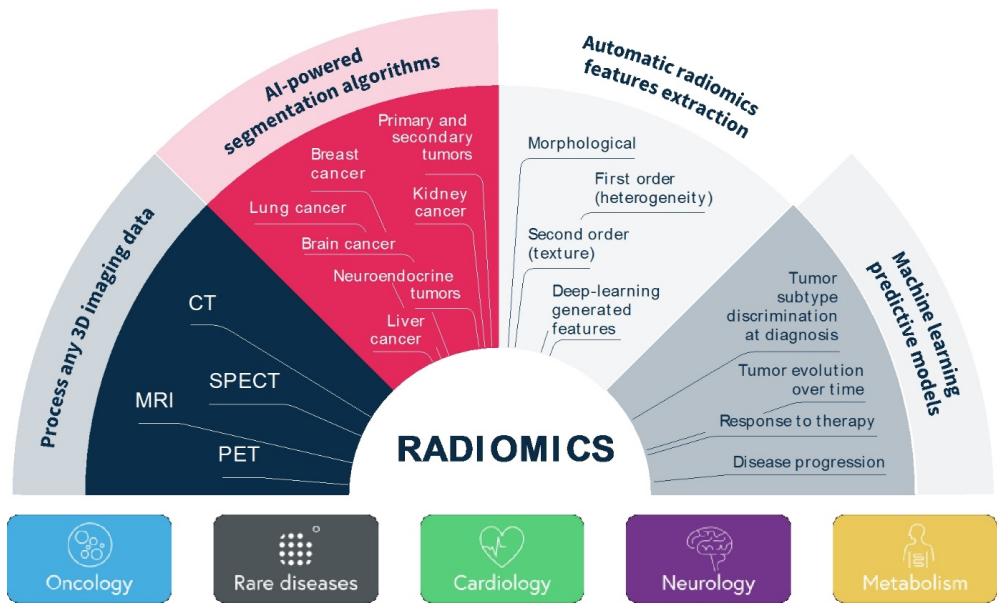 Process any 3D imaging data
CT
SPECT
MRI
PET
AI-powered
segmentation algorithms
Primary and
secondary
tumors
Breast
cancer
Kidney
cancer
Lung cancer
Brain cancer
Neuroendocrine
tumors
Liver
cancer
Automatic radiomics
features extraction
Morphological
First order
(heterogeneity)
Second order
(texture)
Deep-learning
generated
features
Machine learning
predictive models
Tumor
subtype
discrimination
at diagnosis
Tumor evolution
over time
Response to therapy
Disease progression
RADIOMICS
Oncology
Rare diseases
Cardiology
Neurology
Metabolism